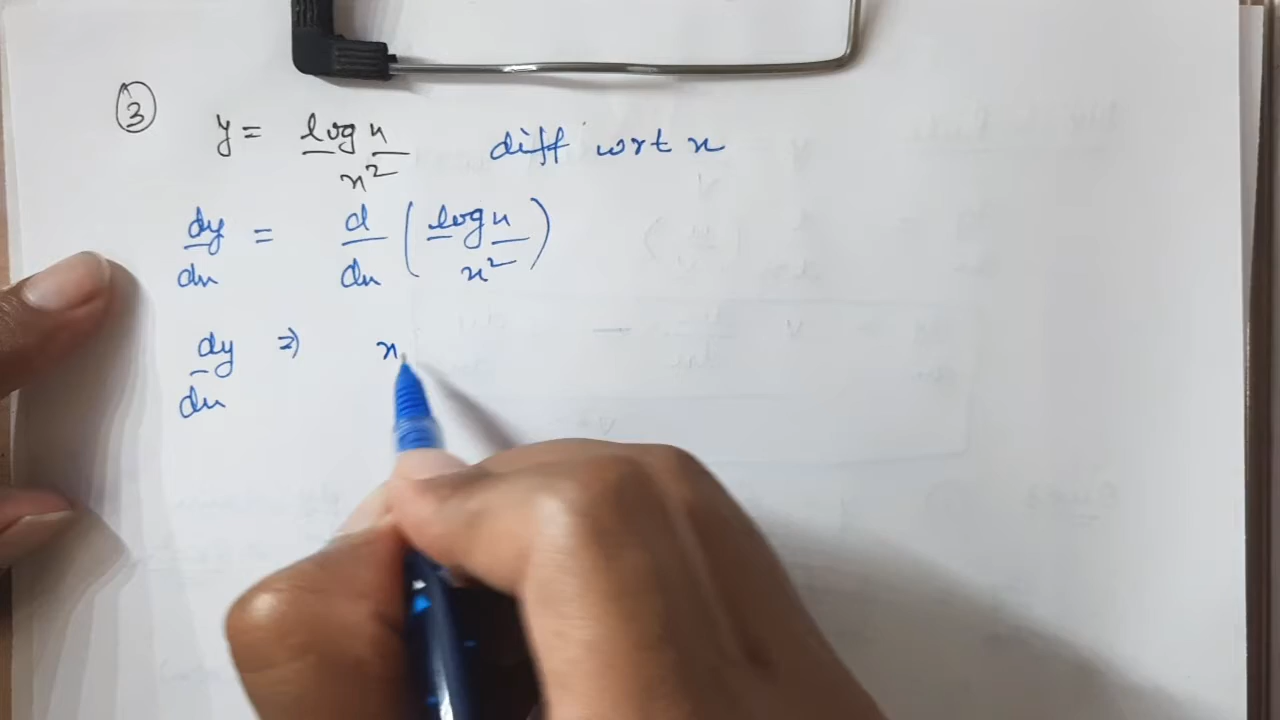 ③ y = log x / x² diff wrt x
dy/dx = d/dx ( log x / x² )
dy/dx ⇒ x